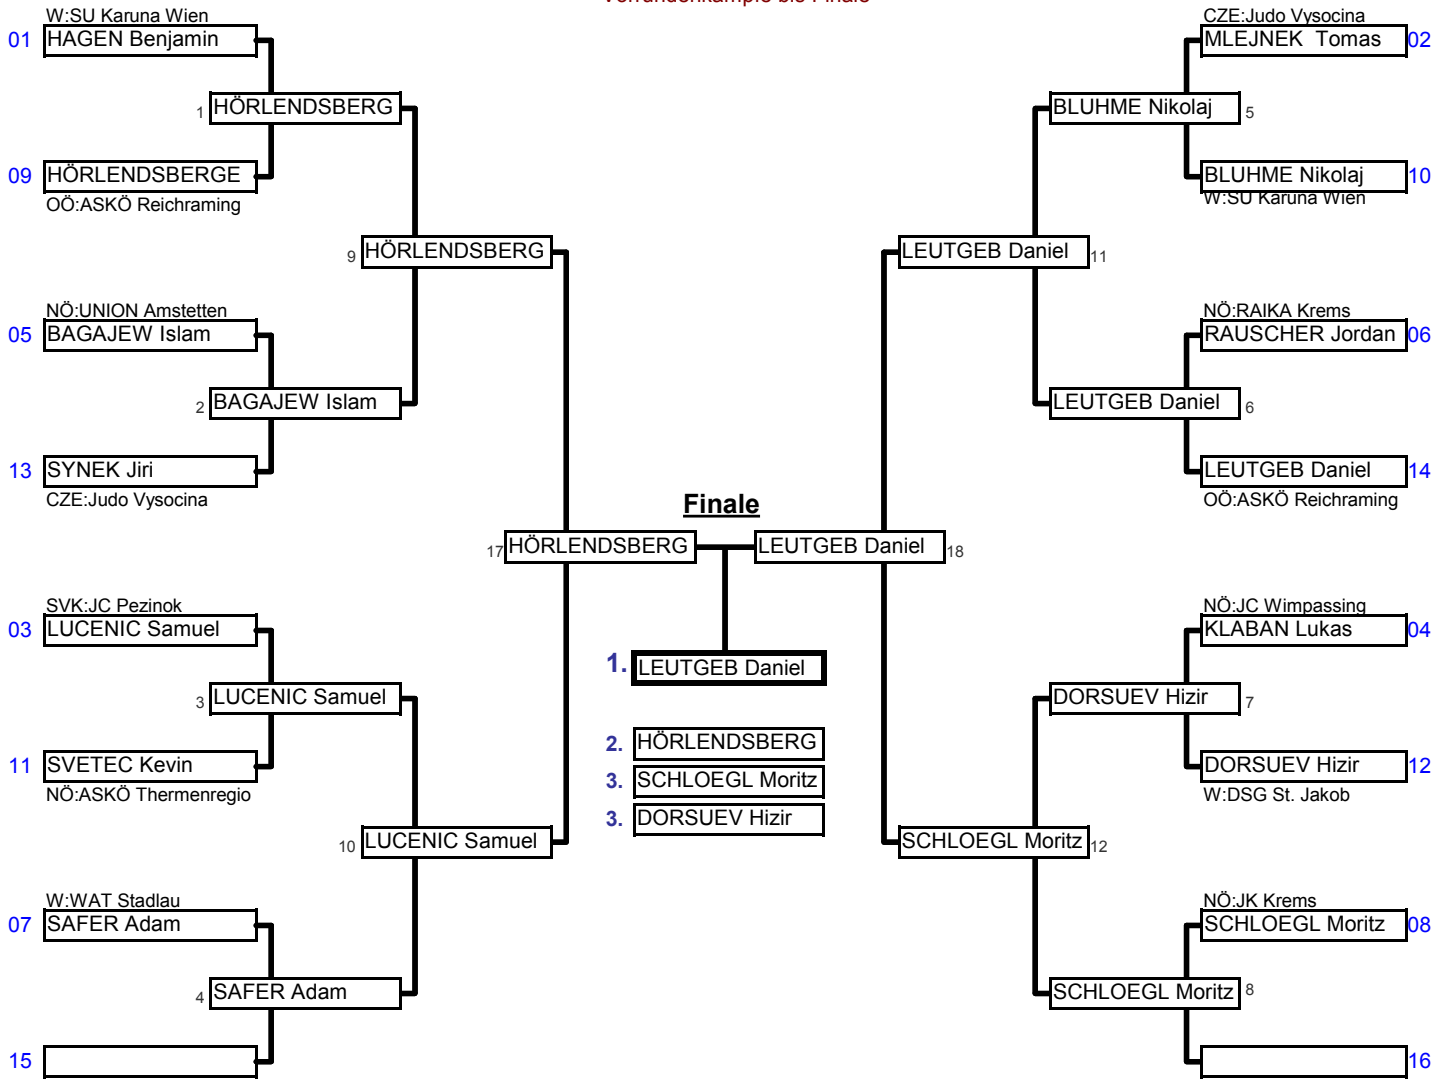 Vorrundenkämpfe bis Finale
W:SU Karuna Wien
01 HAGEN Benjamin
1 HÖRLENDSBERG
09 HÖRLENDSBERGE
OÖ:ASKÖ Reichraming
9 HÖRLENDSBERG
NÖ:UNION Amstetten
05 BAGAJEW Islam
2 BAGAJEW Islam
13 SYNEK Jiri
CZE:Judo Vysocina
17 HÖRLENDSBERG
SVK:JC Pezinok
03 LUCENIC Samuel
3 LUCENIC Samuel
11 SVETEC Kevin
NÖ:ASKÖ Thermenregio
10 LUCENIC Samuel
W:WAT Stadlau
07 SAFER Adam
4 SAFER Adam
15
Finale
1. LEUTGEB Daniel
2. HÖRLENDSBERG
3. SCHLOEGL Moritz
3. DORSUEV Hizir
CZE:Judo Vysocina
MLEJNEK Tomas 02
BLUHME Nikolaj 5
BLUHME Nikolaj 10
W:SU Karuna Wien
LEUTGEB Daniel 11
NÖ:RAIKA Krems
RAUSCHER Jordan 06
LEUTGEB Daniel 6
LEUTGEB Daniel 14
OÖ:ASKÖ Reichraming
LEUTGEB Daniel 18
NÖ:JC Wimpassing
KLABAN Lukas 04
DORSUEV Hizir 7
DORSUEV Hizir 12
W:DSG St. Jakob
SCHLOEGL Moritz 12
NÖ:JK Krems
SCHLOEGL Moritz 08
SCHLOEGL Moritz 8
16